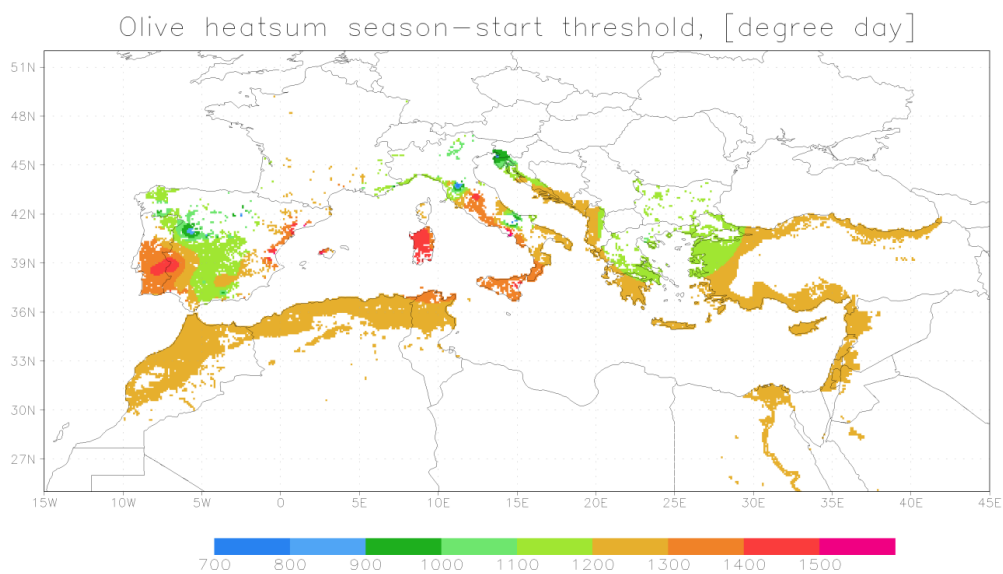 Olive heatsum season−start threshold, [degree day]
51N
48N
45N
42N
39N
36N
33N
30N
27N
15W 10W 5W 0 5E 10E 15E 20E 25E 30E 35E 40E 45E
700 800 900 1000 1100 1200 1300 1400 1500